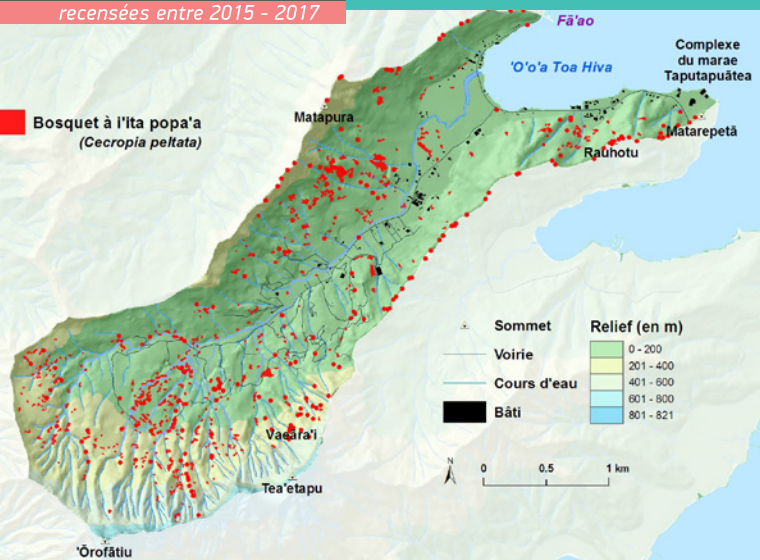 recensées entre 2015 - 2017
Fā'ao
'O'o'a Toa Hiva
Complexe
du marae
Taputapuātea
Bosquet à i'ita popa'a
(Cecropia peltata)
Matapura
Matarepetā
Rauhotu
Sommet
Voirie
Cours d'eau
Bâti
Relief (en m)
0 - 200
201 - 400
401 - 600
601 - 800
801 - 821
N
0 0.5 1 km
Vaeāra'i
Tea'etapu
'Ōrofātiu